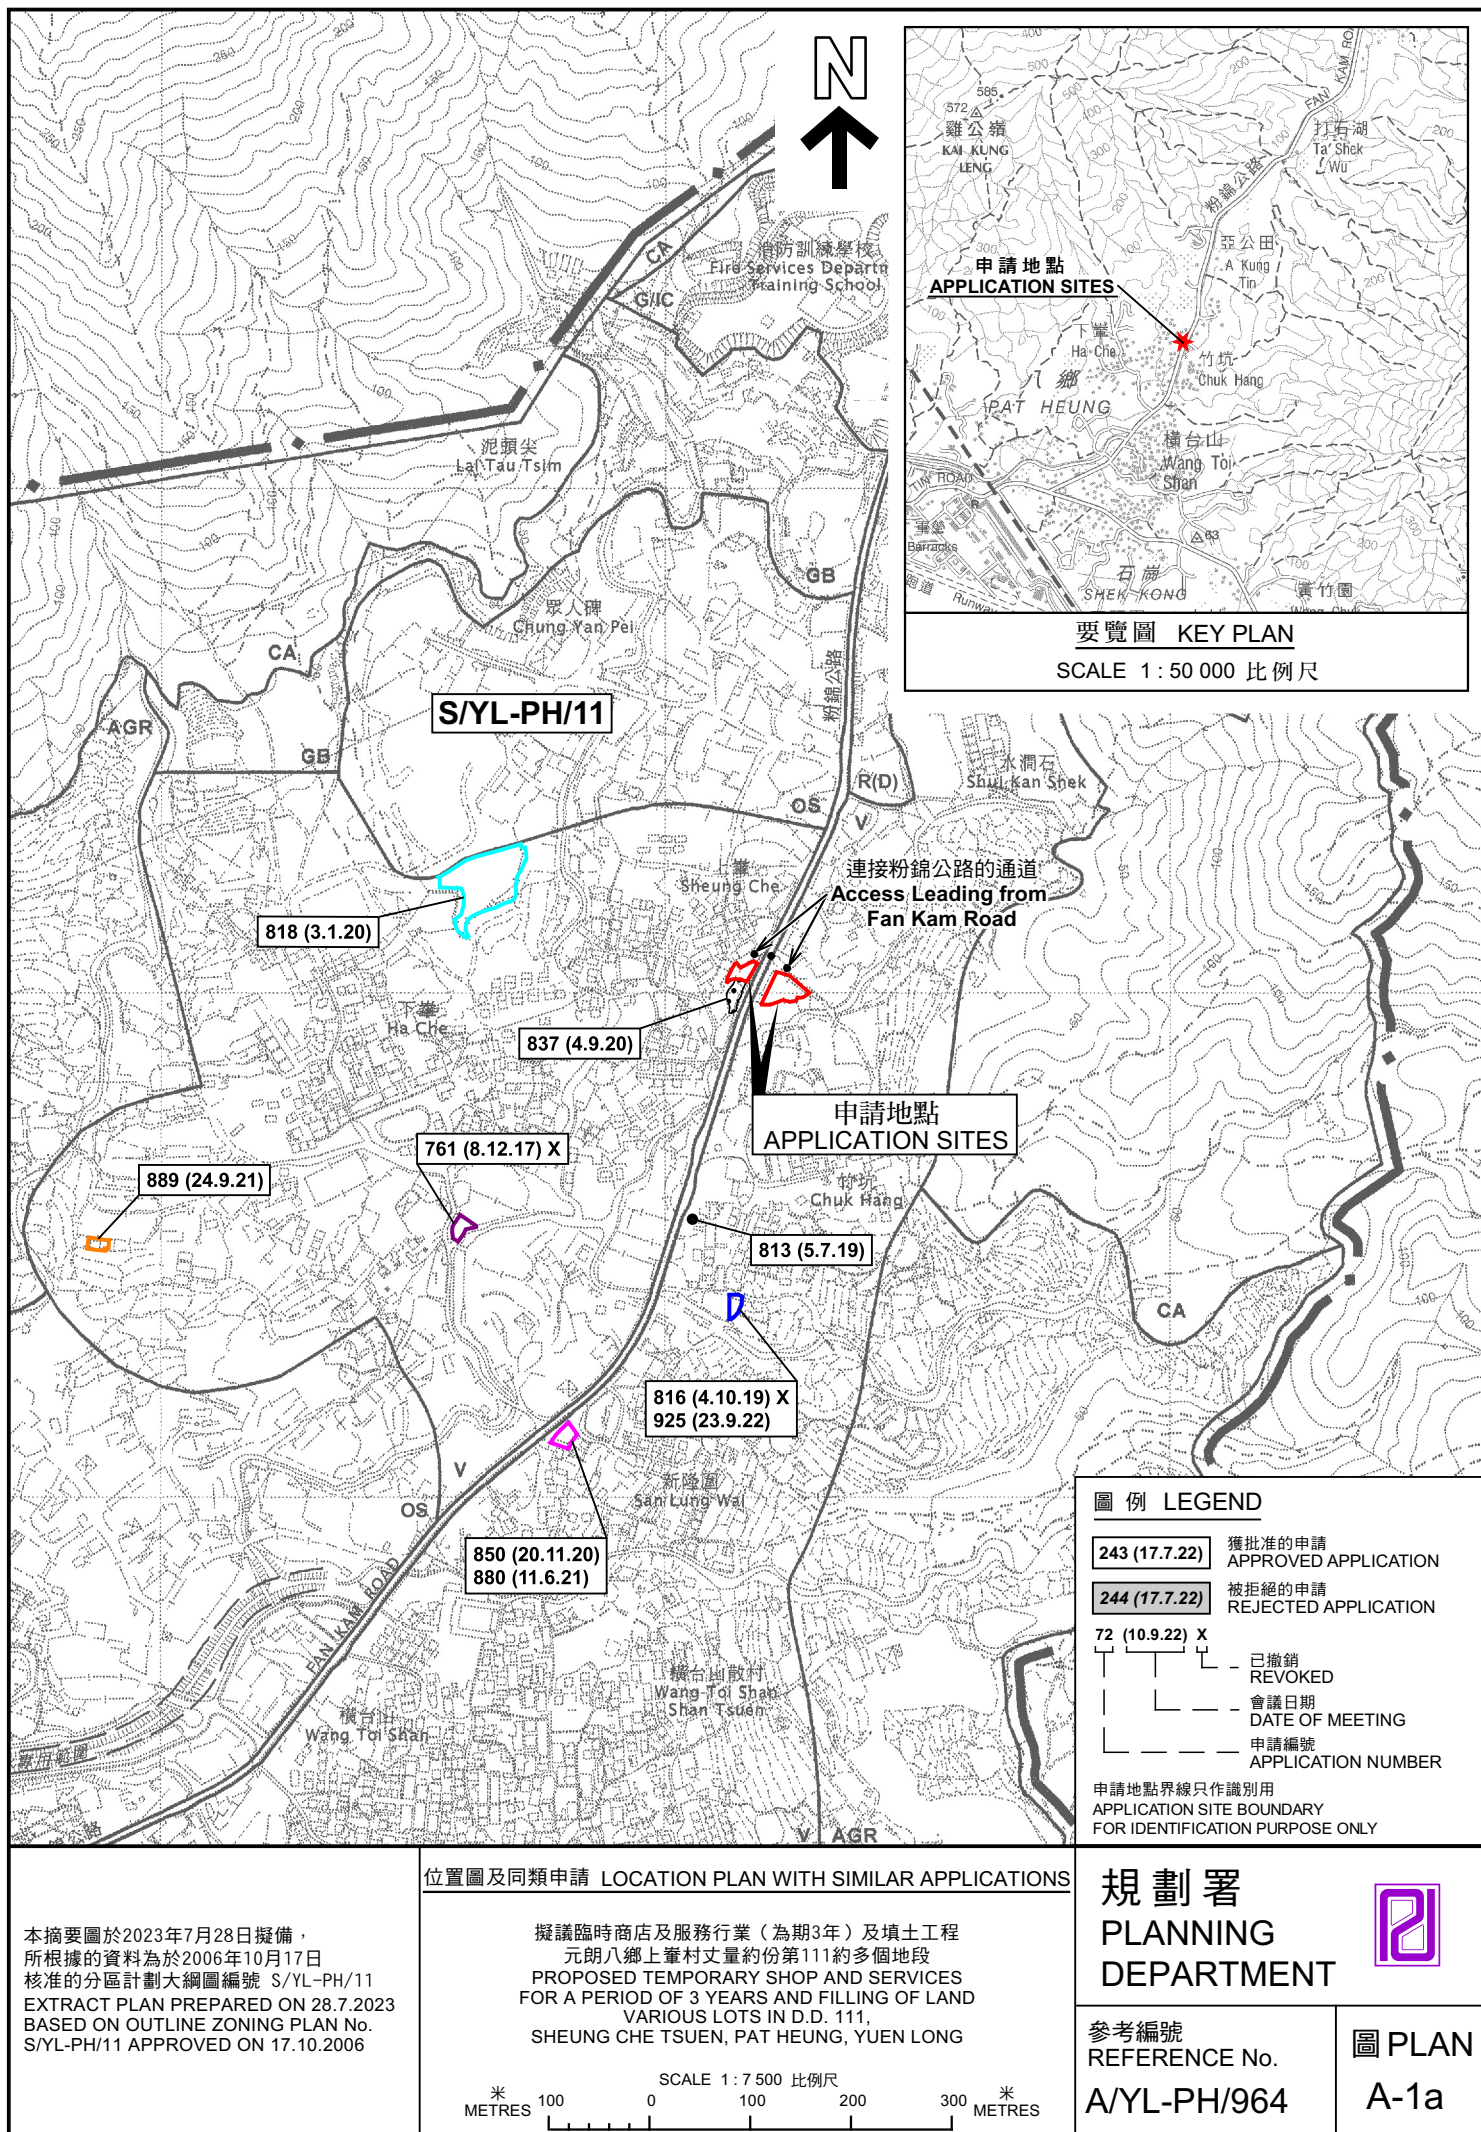 N
572
585
雞公嶺
KAI KUNG
LENG
打石湖
Ta Shek
Wu
粉錦公路
亞公田
A Kung
Tin
申請地點
APPLICATION SITES
下輋
Ha Che
竹坑
Chuk Hang
八鄉
PAT HEUNG
橫台山
Wang Toi
Shan
TIN ROAD
軍營
Barracks
63
石崗
SHEK KONG
Runway
黃竹園
要覽圖 KEY PLAN
SCALE 1 : 50 000 比例尺
消防訓練學校
Fire Services Departm
Training School
CA
G/IC
泥頭尖
Lai Tau Tsim
GB
眾人碑
Chung Yan Pei
CA
粉錦公路
S/YL-PH/11
AGR
GB
水澗石
Shui Kan Shek
R(D)
OS
V
上輋
Sheung Che
連接粉錦公路的通道
Access Leading from
Fan Kam Road
818 (3.1.20)
下輋
Ha Che
837 (4.9.20)
申請地點
APPLICATION SITES
761 (8.12.17) X
889 (24.9.21)
竹坑
Chuk Hang
813 (5.7.19)
CA
816 (4.10.19) X
925 (23.9.22)
V
OS
新隆圍
San Lung Wai
850 (20.11.20)
880 (11.6.21)
FAN KAM ROAD
橫台山散村
Wang Toi Shan
Shan Tsuen
橫台山
Wang Toi Shan
V AGR
圖例 LEGEND
243 (17.7.22) 獲批准的申請
APPROVED APPLICATION
244 (17.7.22) 被拒絕的申請
REJECTED APPLICATION
72 (10.9.22) X
已撤銷
REVOKED
會議日期
DATE OF MEETING
申請編號
APPLICATION NUMBER
申請地點界線只作識別用
APPLICATION SITE BOUNDARY
FOR IDENTIFICATION PURPOSE ONLY
本摘要圖於2023年7月28日擬備，
所根據的資料為於2006年10月17日
核准的分區計劃大綱圖編號 S/YL-PH/11
EXTRACT PLAN PREPARED ON 28.7.2023
BASED ON OUTLINE ZONING PLAN No.
S/YL-PH/11 APPROVED ON 17.10.2006
位置圖及同類申請 LOCATION PLAN WITH SIMILAR APPLICATIONS
擬議臨時商店及服務行業（為期3年）及填土工程
元朗八鄉上輋村丈量約份第111約多個地段
PROPOSED TEMPORARY SHOP AND SERVICES
FOR A PERIOD OF 3 YEARS AND FILLING OF LAND
VARIOUS LOTS IN D.D. 111,
SHEUNG CHE TSUEN, PAT HEUNG, YUEN LONG
SCALE 1 : 7 500 比例尺
米
METRES 100 0 100 200 300 米
METRES
規劃署
PLANNING
DEPARTMENT
參考編號
REFERENCE No.
A/YL-PH/964
圖 PLAN
A-1a